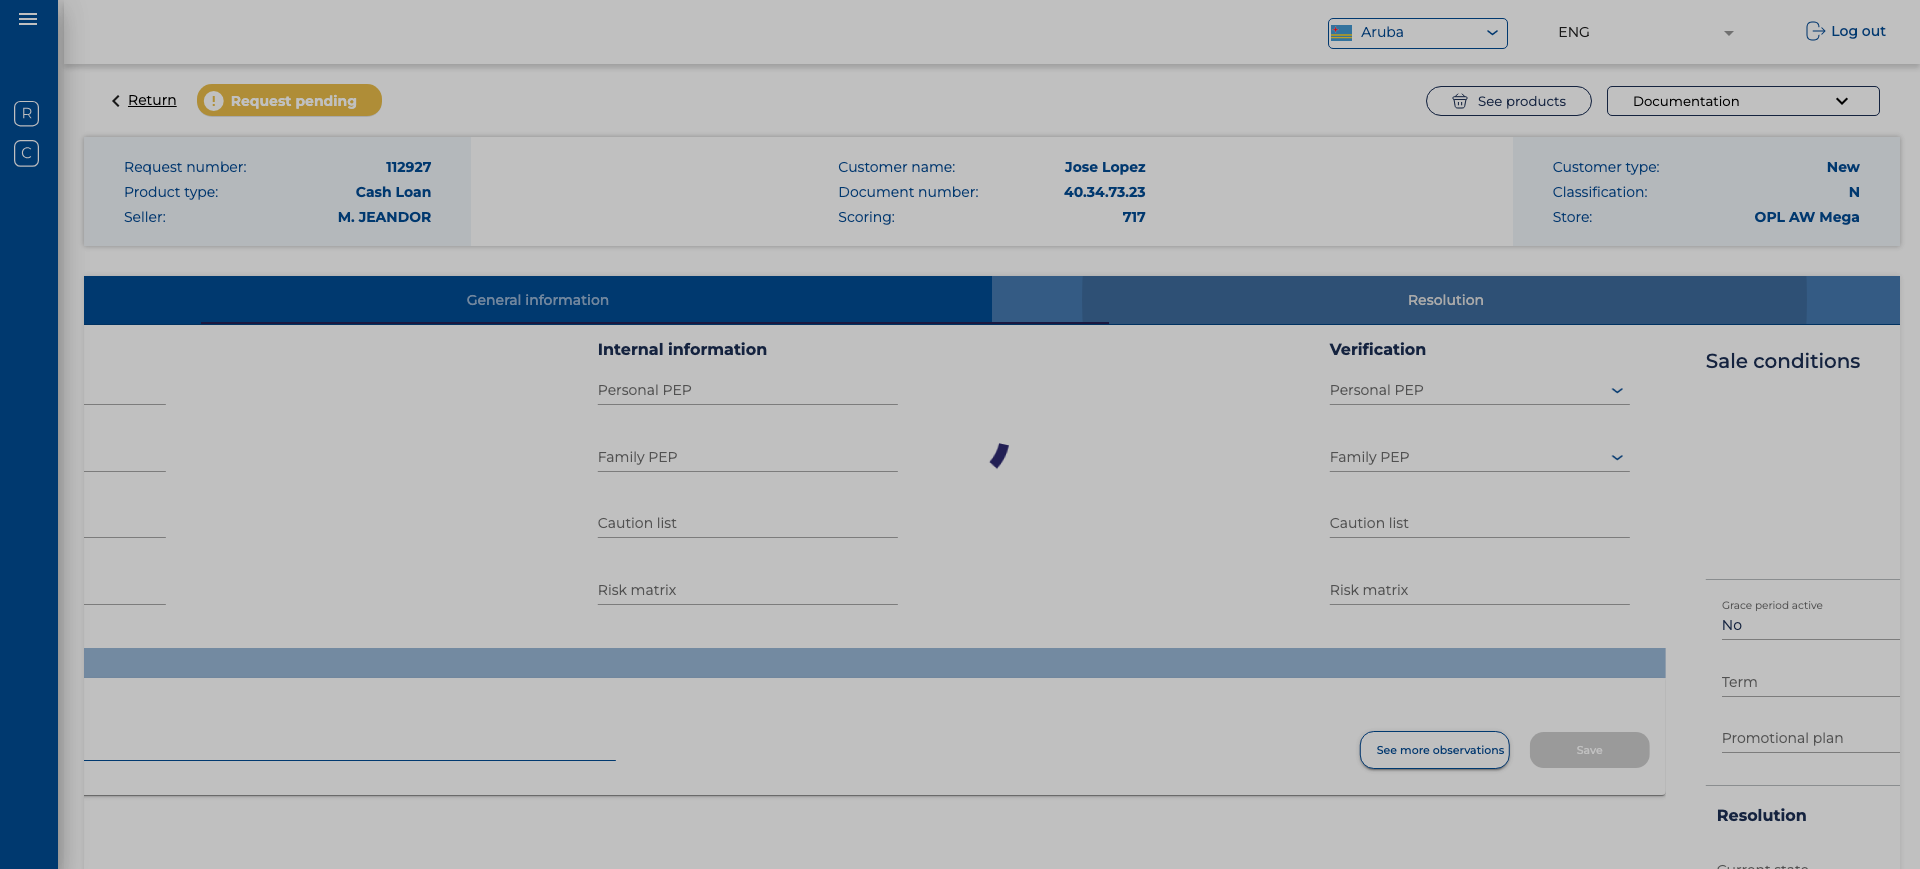 Aruba
ENG
Log out
R
C
Return
Request pending
See products
Documentation
Request number: 112927
Product type: Cash Loan
Seller: M. JEANDOR
Customer name: Jose Lopez
Document number: 40.34.73.23
Scoring: 717
Customer type: New
Classification: N
Store: OPL AW Mega
General information
Resolution
Internal information
Personal PEP
Family PEP
Caution list
Risk matrix
Verification
Personal PEP
Family PEP
Caution list
Risk matrix
See more observations
Save
Sale conditions
Grace period active
No
Term
Promotional plan
Resolution
Current state